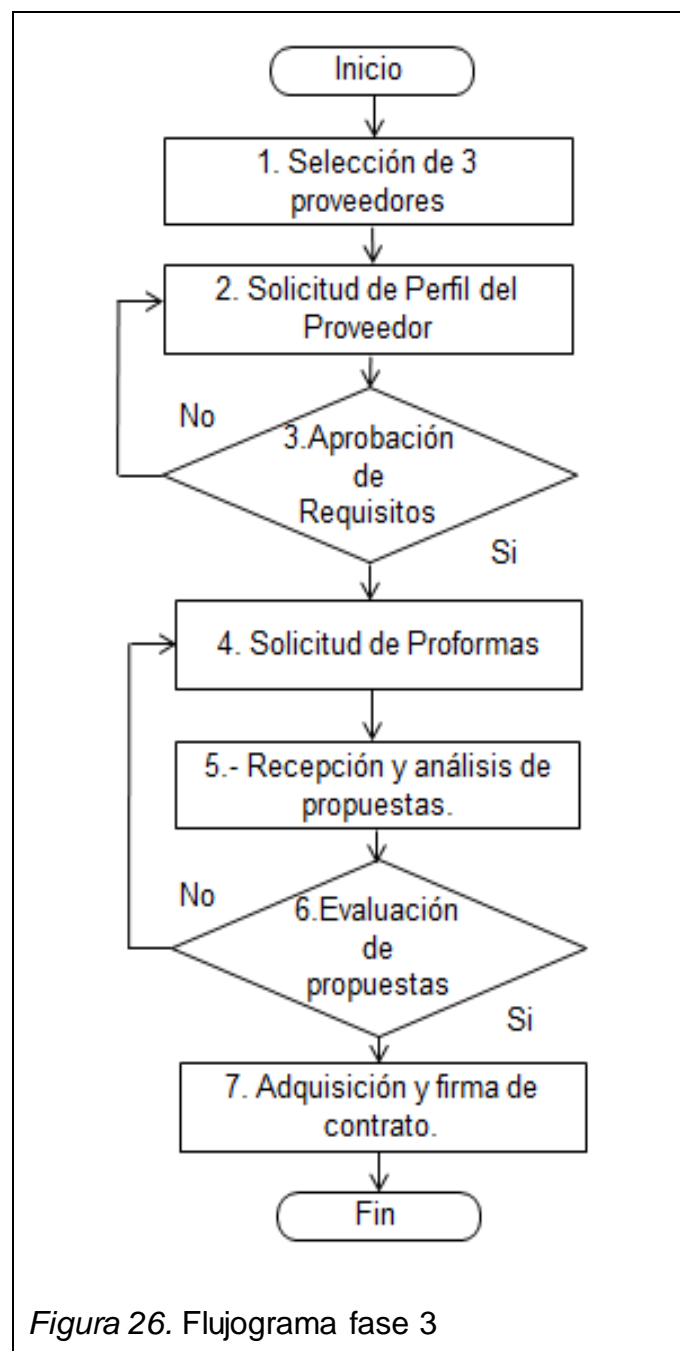 Inicio
1. Selección de 3
proveedores
2. Solicitud de Perfil del
Proveedor
No
3.Aprobación
de
Requisitos
Si
4. Solicitud de Proformas
5.- Recepción y análisis de
propuestas.
No
6.Evaluación
de
propuestas
Si
7. Adquisición y firma de
contrato.
Fin
Figura 26. Flujograma fase 3